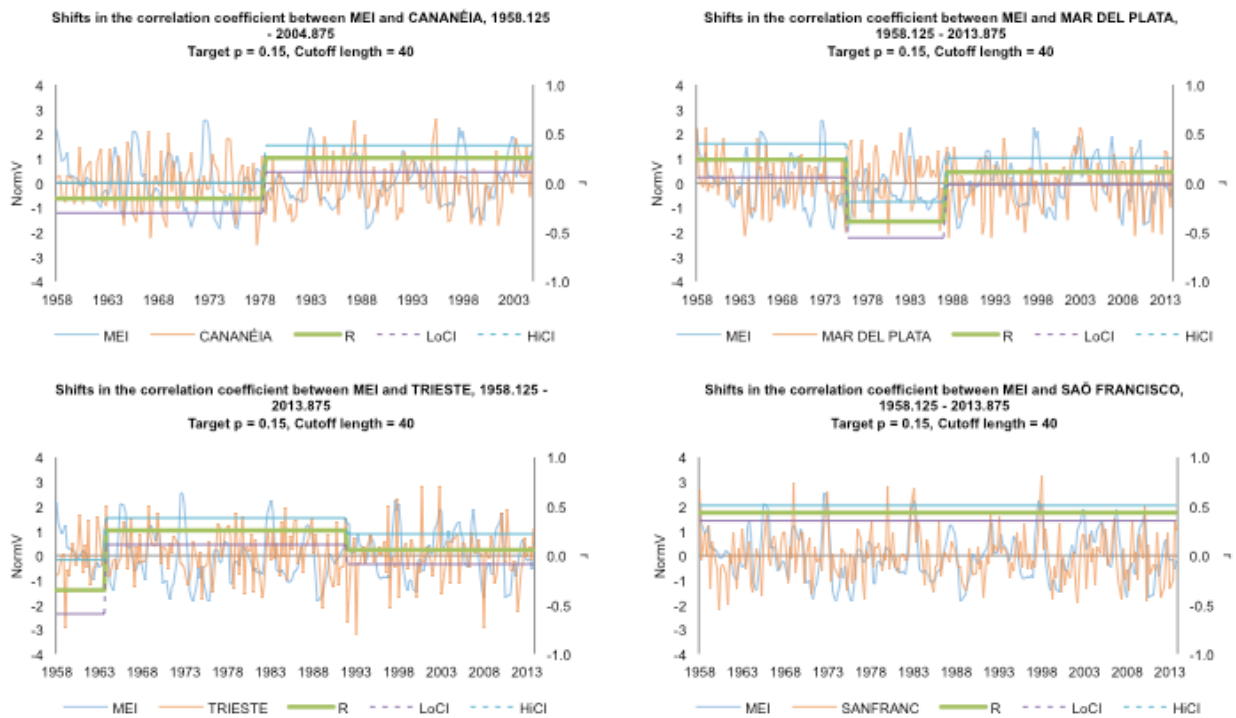 Shifts in the correlation coefficient between MEI and CANANÉIA, 1958.125
- 2004.875
Target p = 0.15, Cutoff length = 40
4
3
2
1
0
-1
-2
-3
-4
NormV
1.0
0.5
0.0
-0.5
-1.0
r
1958 1963 1968 1973 1978 1983 1988 1993 1998 2003
MEI CANANÉIA R LoCI HiCI
Shifts in the correlation coefficient between MEI and MAR DEL PLATA,
1958.125 - 2013.875
Target p = 0.15, Cutoff length = 40
4
3
2
1
0
-1
-2
-3
-4
NormV
1.0
0.5
0.0
-0.5
-1.0
r
1958 1963 1968 1973 1978 1983 1988 1993 1998 2003 2008 2013
MEI MAR DEL PLATA R LoCI HiCI
Shifts in the correlation coefficient between MEI and TRIESTE, 1958.125 -
2013.875
Target p = 0.15, Cutoff length = 40
4
3
2
1
0
-1
-2
-3
-4
NormV
1.0
0.5
0.0
-0.5
-1.0
r
1958 1963 1968 1973 1978 1983 1988 1993 1998 2003 2008 2013
MEI TRIESTE R LoCI HiCI
Shifts in the correlation coefficient between MEI and SAÕ FRANCISCO,
1958.125 - 2013.875
Target p = 0.15, Cutoff length = 40
4
3
2
1
0
-1
-2
-3
-4
NormV
1.0
0.5
0.0
-0.5
-1.0
r
1958 1963 1968 1973 1978 1983 1988 1993 1998 2003 2008 2013
MEI SANFRANC R LoCI HiCI